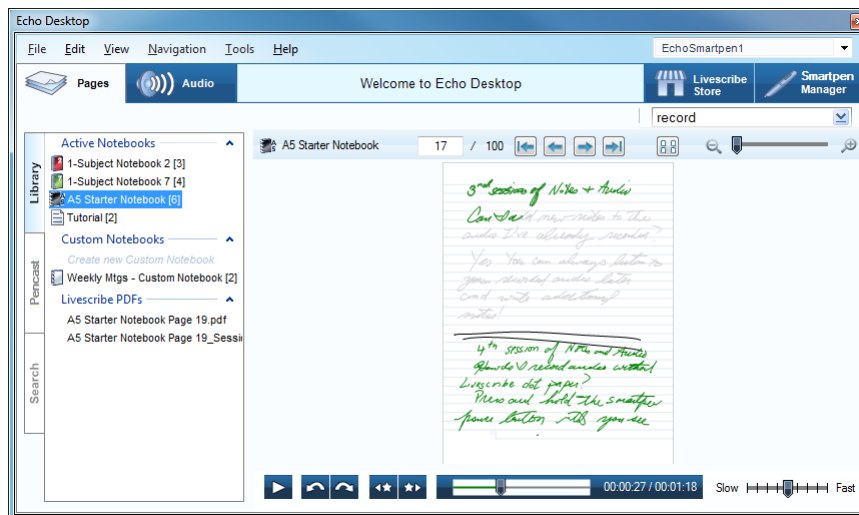 Echo Desktop
File Edit View Navigation Tools Help
EchoSmartpen1
Pages
Audio
Welcome to Echo Desktop
Livescribe Store
Smartpen Manager
record
Library
Pencast
Search
Active Notebooks
1-Subject Notebook 2 [3]
1-Subject Notebook 7 [4]
A5 Starter Notebook [6]
Tutorial [2]
Custom Notebooks
Create new Custom Notebook
Weekly Mtgs - Custom Notebook [2]
Livescribe PDFs
A5 Starter Notebook Page 19.pdf
A5 Starter Notebook Page 19_Sessi
A5 Starter Notebook 17 / 100
3rd session of Notes + Audio
Can I add new notes to the
audio I've already recorded?
Yes. You can always listen to
your recorded audio later
and write additional
notes!
4th session of Notes and Audio
How do I record audio without
Livescribe dot paper?
Press and hold the smartpen
power button until you see
00:00:27 / 00:01:18
Slow Fast